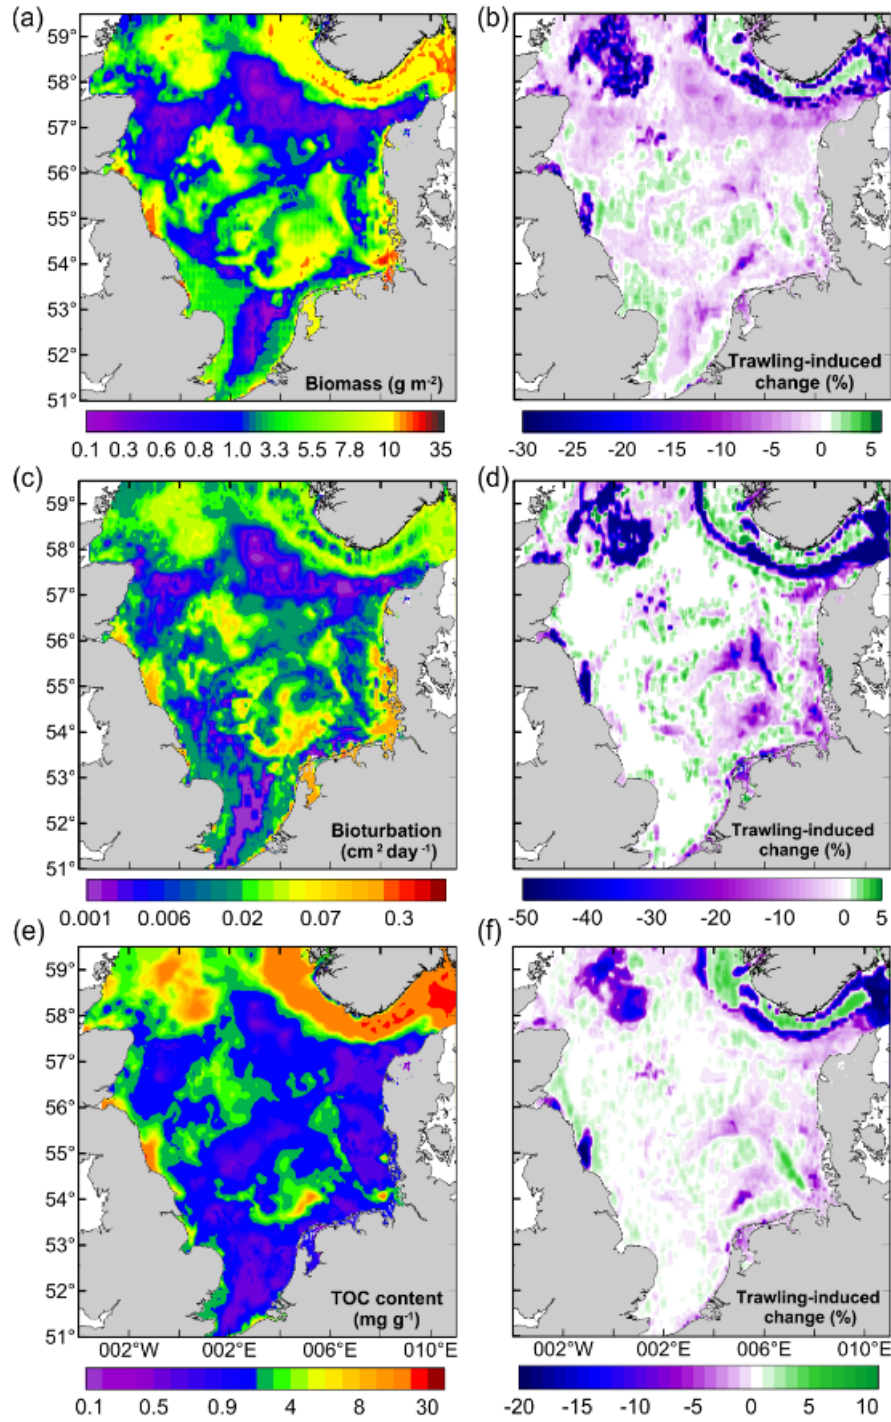 (a)
59°
58°
57°
56°
55°
54°
53°
52°
51°
Biomass (g m-2)
0.1 0.3 0.6 0.8 1.0 3.3 5.5 7.8 10 35
(b)
Trawling-induced
change (%)
-30 -25 -20 -15 -10 -5 0 5
(c)
59°
58°
57°
56°
55°
54°
53°
52°
51°
Bioturbation
(cm 2 day -1)
0.001 0.006 0.02 0.07 0.3
(d)
Trawling-induced
change (%)
-50 -40 -30 -20 -10 0 5
(e)
59°
58°
57°
56°
55°
54°
53°
52°
51°
TOC content
(mg g-1)
002°W 002°E 006°E 010°E
0.1 0.5 0.9 4 8 30
(f)
Trawling-induced
change (%)
002°W 002°E 006°E 010°E
-20 -15 -10 -5 0 5 10